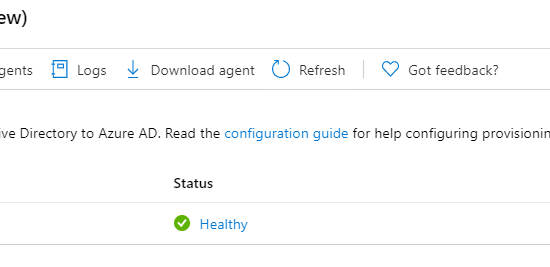 ew)
gents Logs Download agent Refresh Got feedback?
ive Directory to Azure AD. Read the configuration guide for help configuring provisionin
Status
Healthy